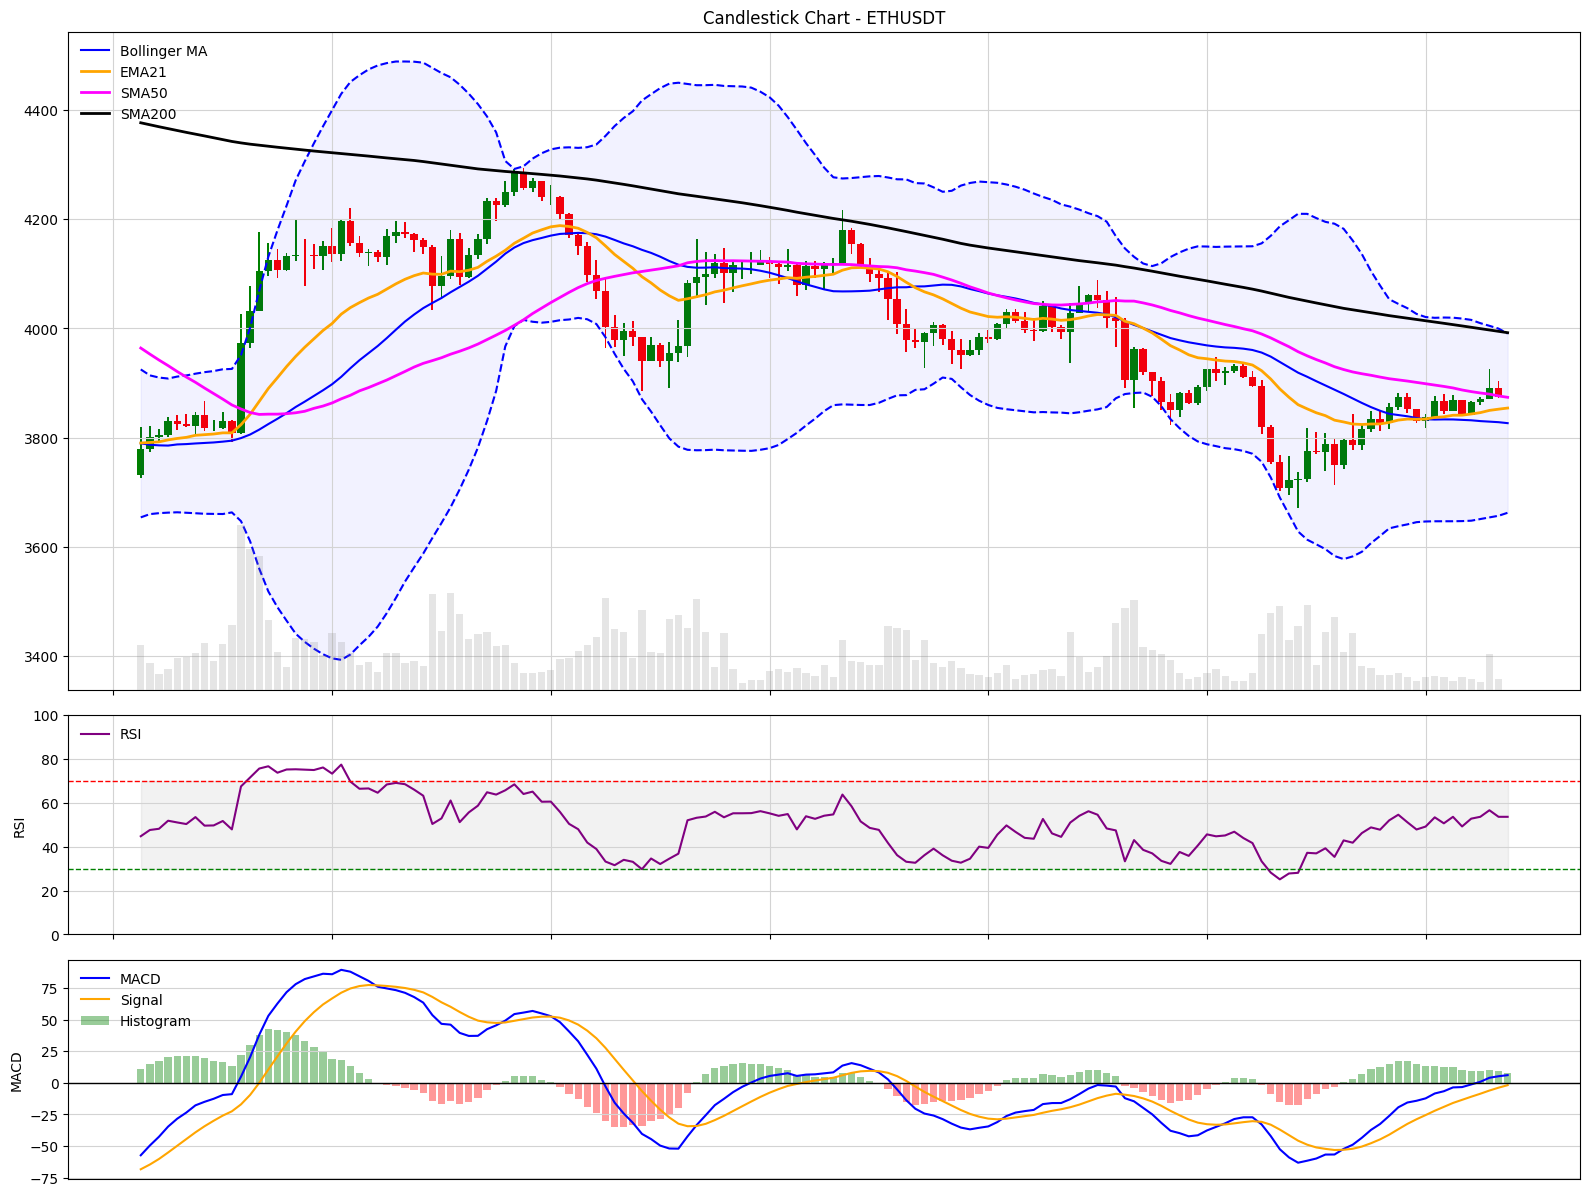 Candlestick Chart - ETHUSDT
Bollinger MA
EMA21
SMA50
SMA200
4400
4200
4000
3800
3600
3400
RSI
100
80
60
40
20
0
RSI
MACD
Signal
Histogram
75
50
25
0
−25
−50
−75
MACD